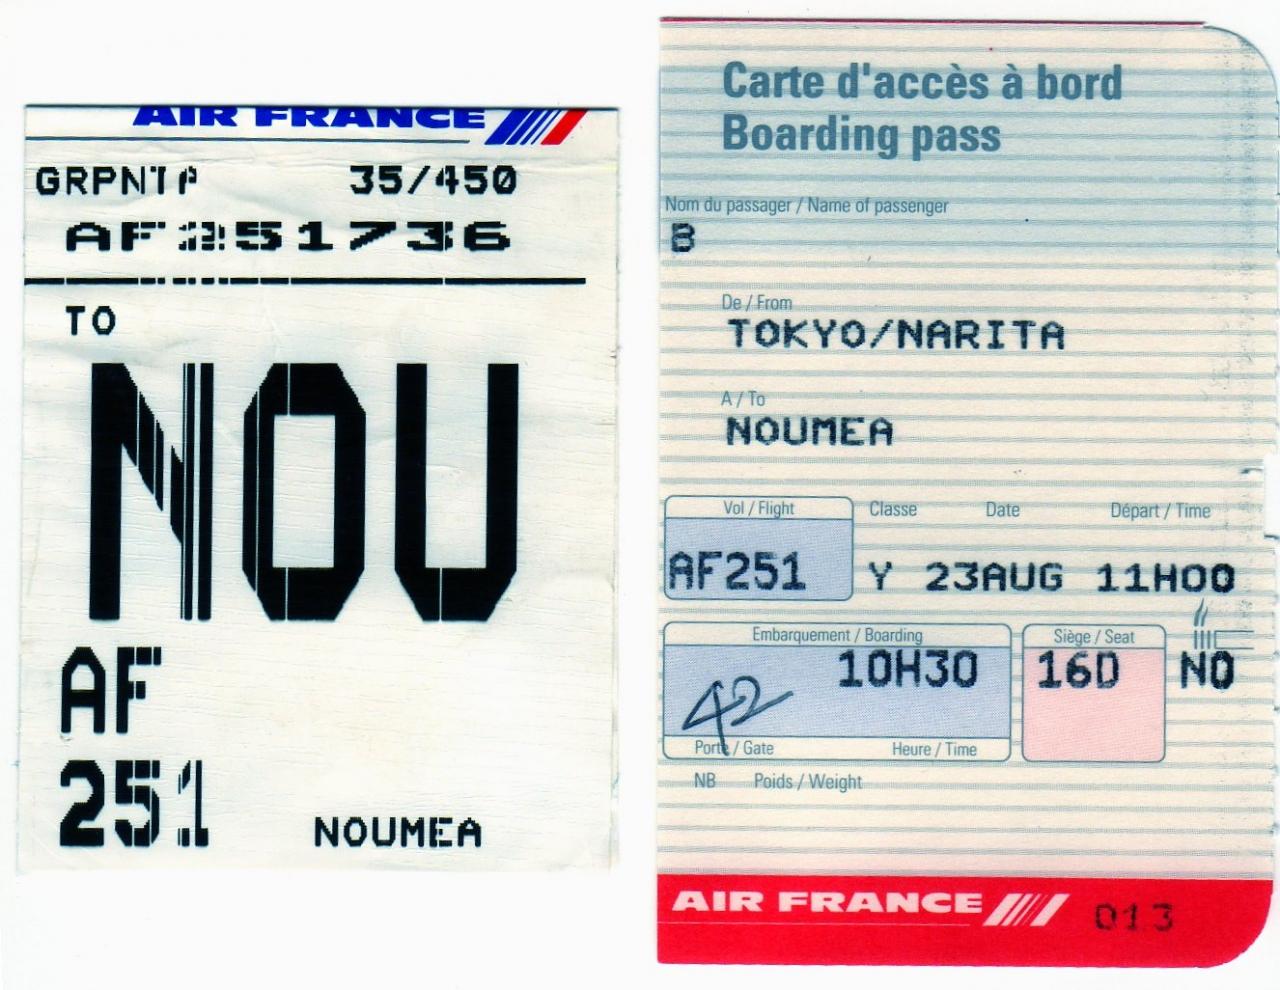 AIR FRANCE
35/450
AF251736
TO
NOU
AF
251
NOUMEA
Carte d'accès à bord
Boarding pass
Nom du passager / Name of passenger
B
De / From
TOKYO/NARITA
A / To
NOUMEA
Vol / Flight Classe Date Départ / Time
AF251 Y 23AUG 11H00
Embarquement / Boarding Siège / Seat
10H30 16D NO
42
Porte / Gate Heure / Time
NB Poids / Weight
AIR FRANCE 013